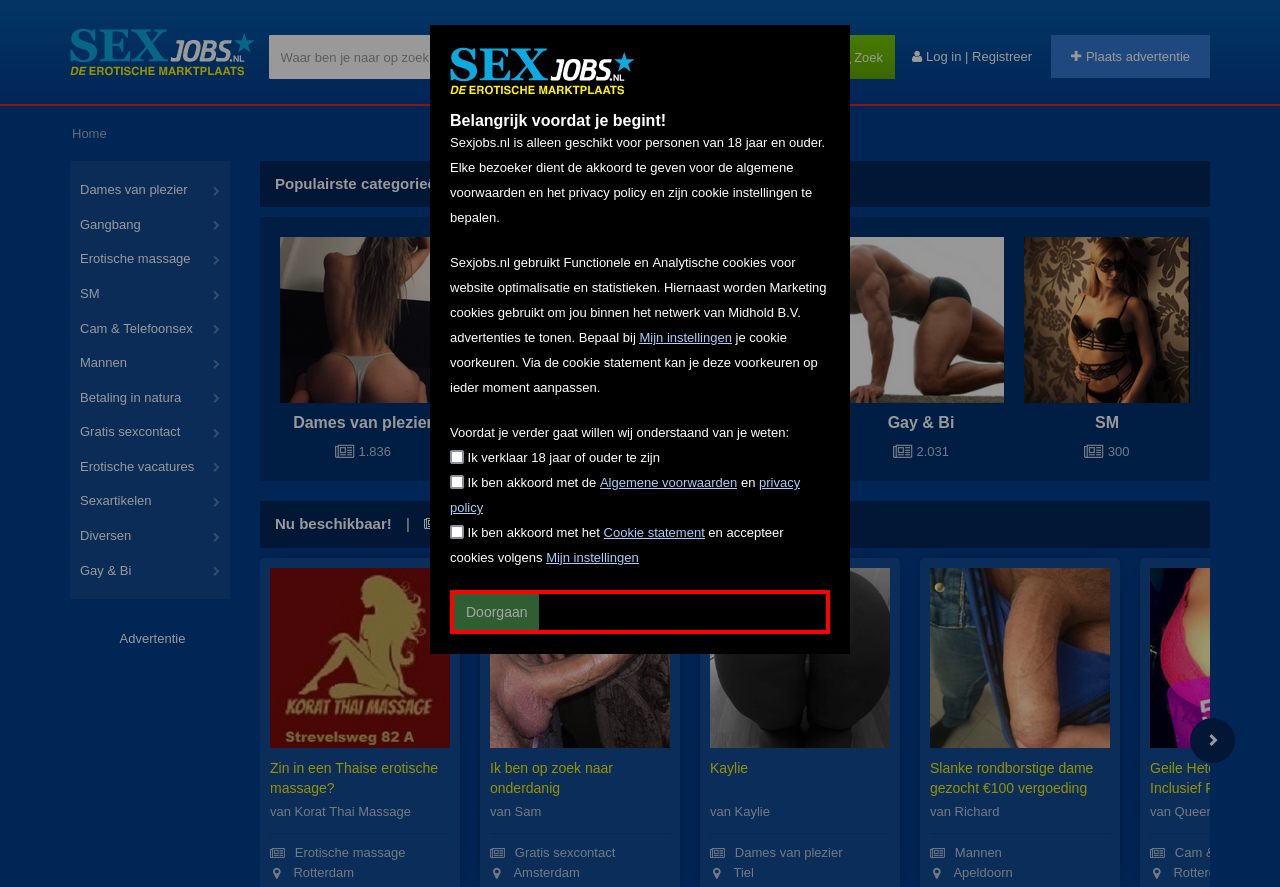 SEX JOBS.NL
DE EROTISCHE MARKTPLAATS
Waar ben je naar op zoek
Zoek
Log in | Registreer
Plaats advertentie
Home
Dames van plezier
Gangbang
Erotische massage
SM
Cam & Telefoonsex
Mannen
Betaling in natura
Gratis sexcontact
Erotische vacatures
Sexartikelen
Diversen
Gay & Bi
Advertentie
Populairste categorieë
Dames van plezier
1.836
Gay & Bi
2.031
SM
300
SEX JOBS.NL
DE EROTISCHE MARKTPLAATS
Belangrijk voordat je begint!
Sexjobs.nl is alleen geschikt voor personen van 18 jaar en ouder.
Elke bezoeker dient de akkoord te geven voor de algemene
voorwaarden en het privacy policy en zijn cookie instellingen te
bepalen.
Sexjobs.nl gebruikt Functionele en Analytische cookies voor
website optimalisatie en statistieken. Hiernaast worden Marketing
cookies gebruikt om jou binnen het netwerk van Midhold B.V.
advertenties te tonen. Bepaal bij Mijn instellingen je cookie
voorkeuren. Via de cookie statement kan je deze voorkeuren op
ieder moment aanpassen.
Voordat je verder gaat willen wij onderstaand van je weten:
Ik verklaar 18 jaar of ouder te zijn
Ik ben akkoord met de Algemene voorwaarden en privacy
policy
Ik ben akkoord met het Cookie statement en accepteer
cookies volgens Mijn instellingen
Doorgaan
Nu beschikbaar! |
KORAT THAI MASSAGE
Strevelsweg 82 A
Zin in een Thaise erotische
massage?
van Korat Thai Massage
Erotische massage
Rotterdam
Ik ben op zoek naar
onderdanig
van Sam
Gratis sexcontact
Amsterdam
Kaylie
van Kaylie
Dames van plezier
Tiel
Slanke rondborstige dame
gezocht €100 vergoeding
van Richard
Mannen
Apeldoorn
Geile Het
Inclusief
van Queer
Cam &
Rotter